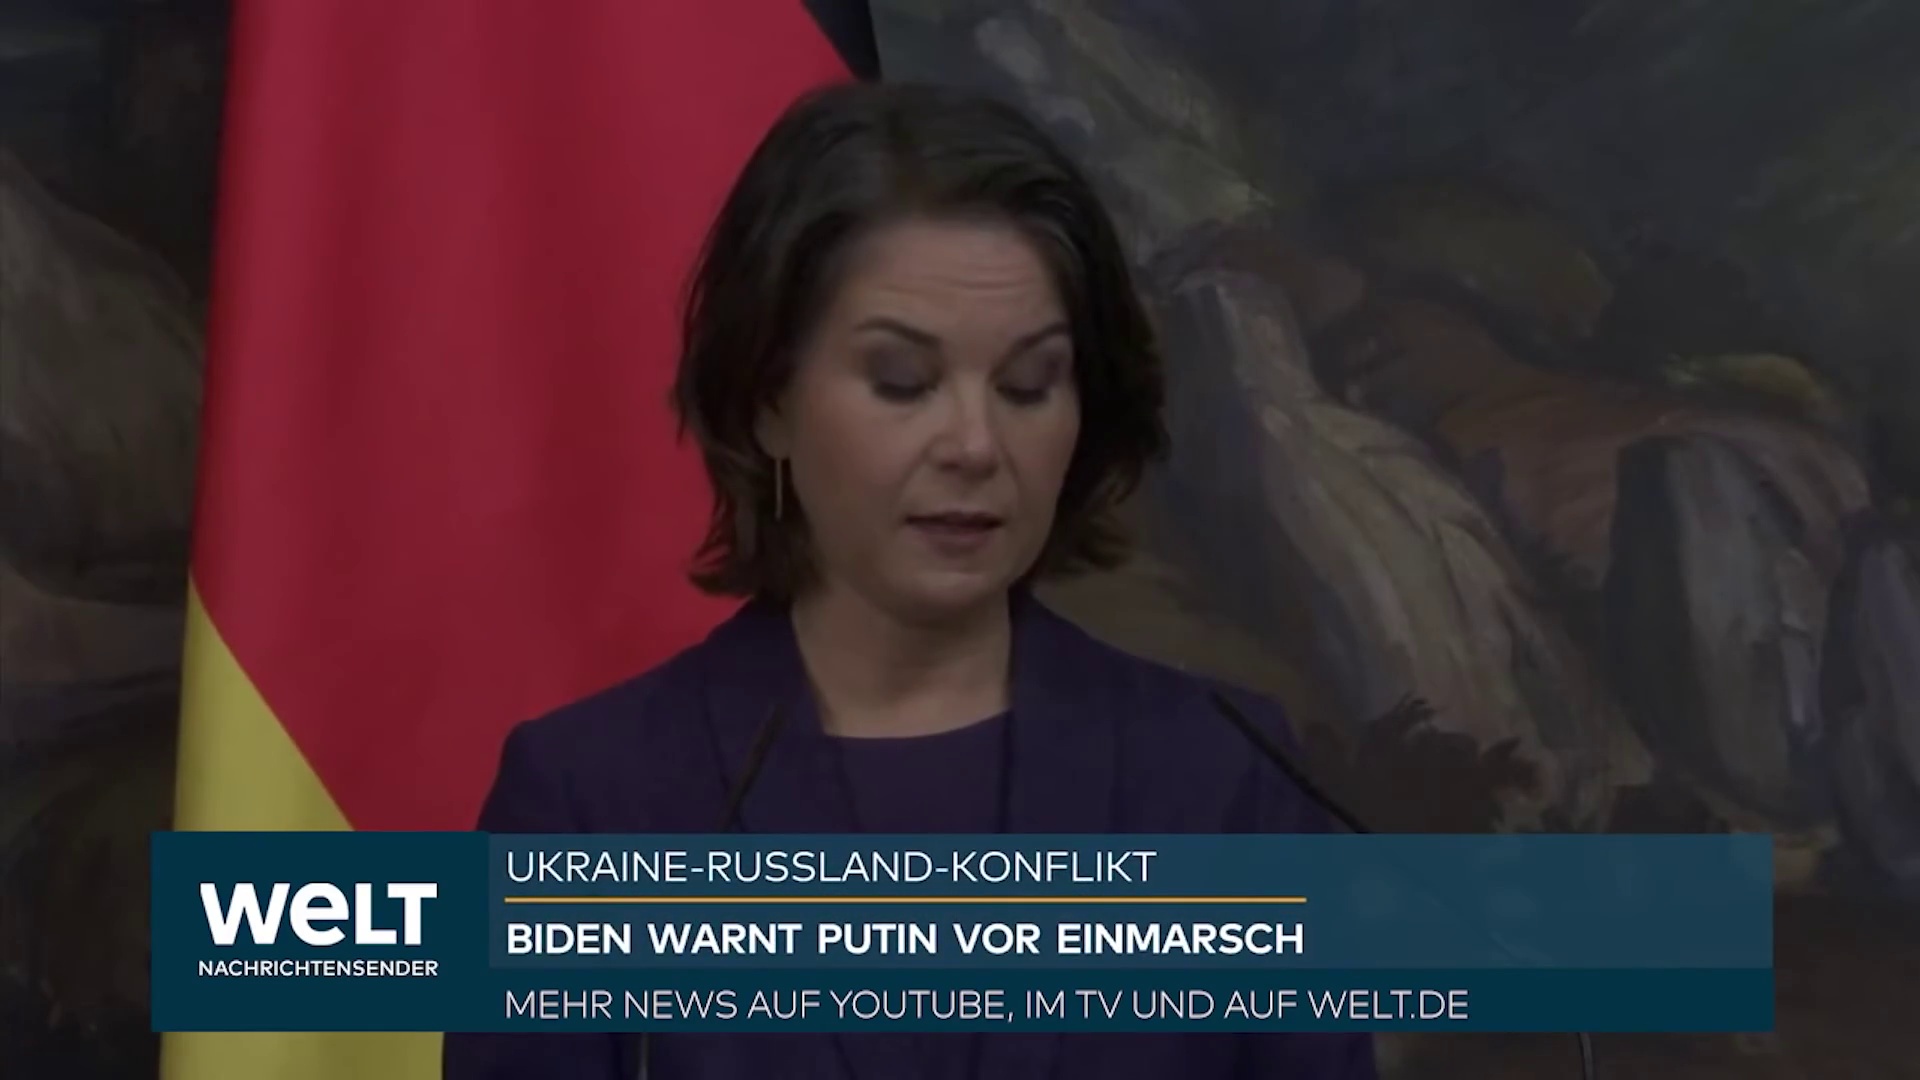 UKRAINE-RUSSLAND-KONFLIKT
BIDEN WARNT PUTIN VOR EINMARSCH
WELT
NACHRICHTENSENDER
MEHR NEWS AUF YOUTUBE, IM TV UND AUF WELT.DE